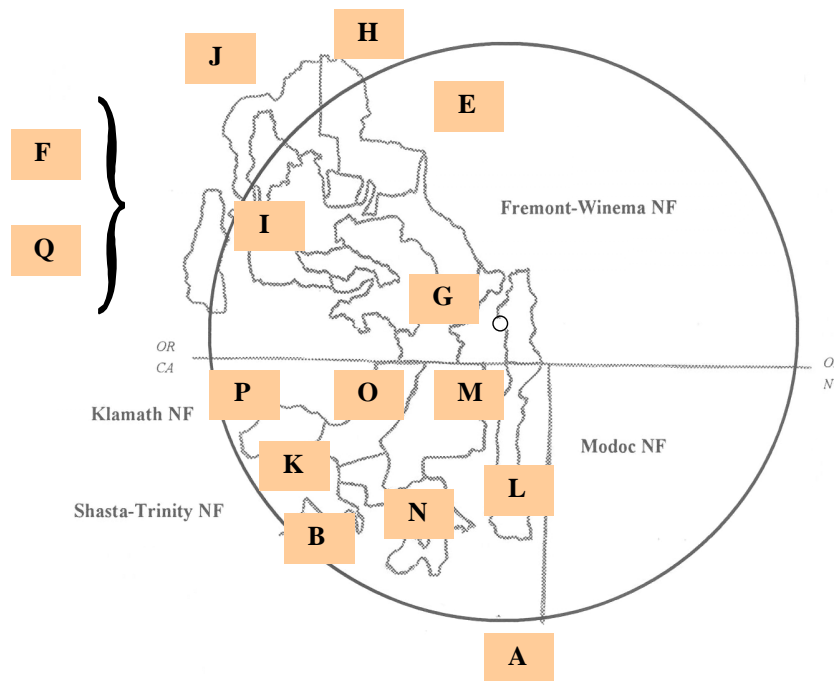 H
J
E
F
Fremont-Winema NF
I
Q
G
OR
CA
O
N
P
O
M
Klamath NF
Modoc NF
K
L
Shasta-Trinity NF
N
B
A